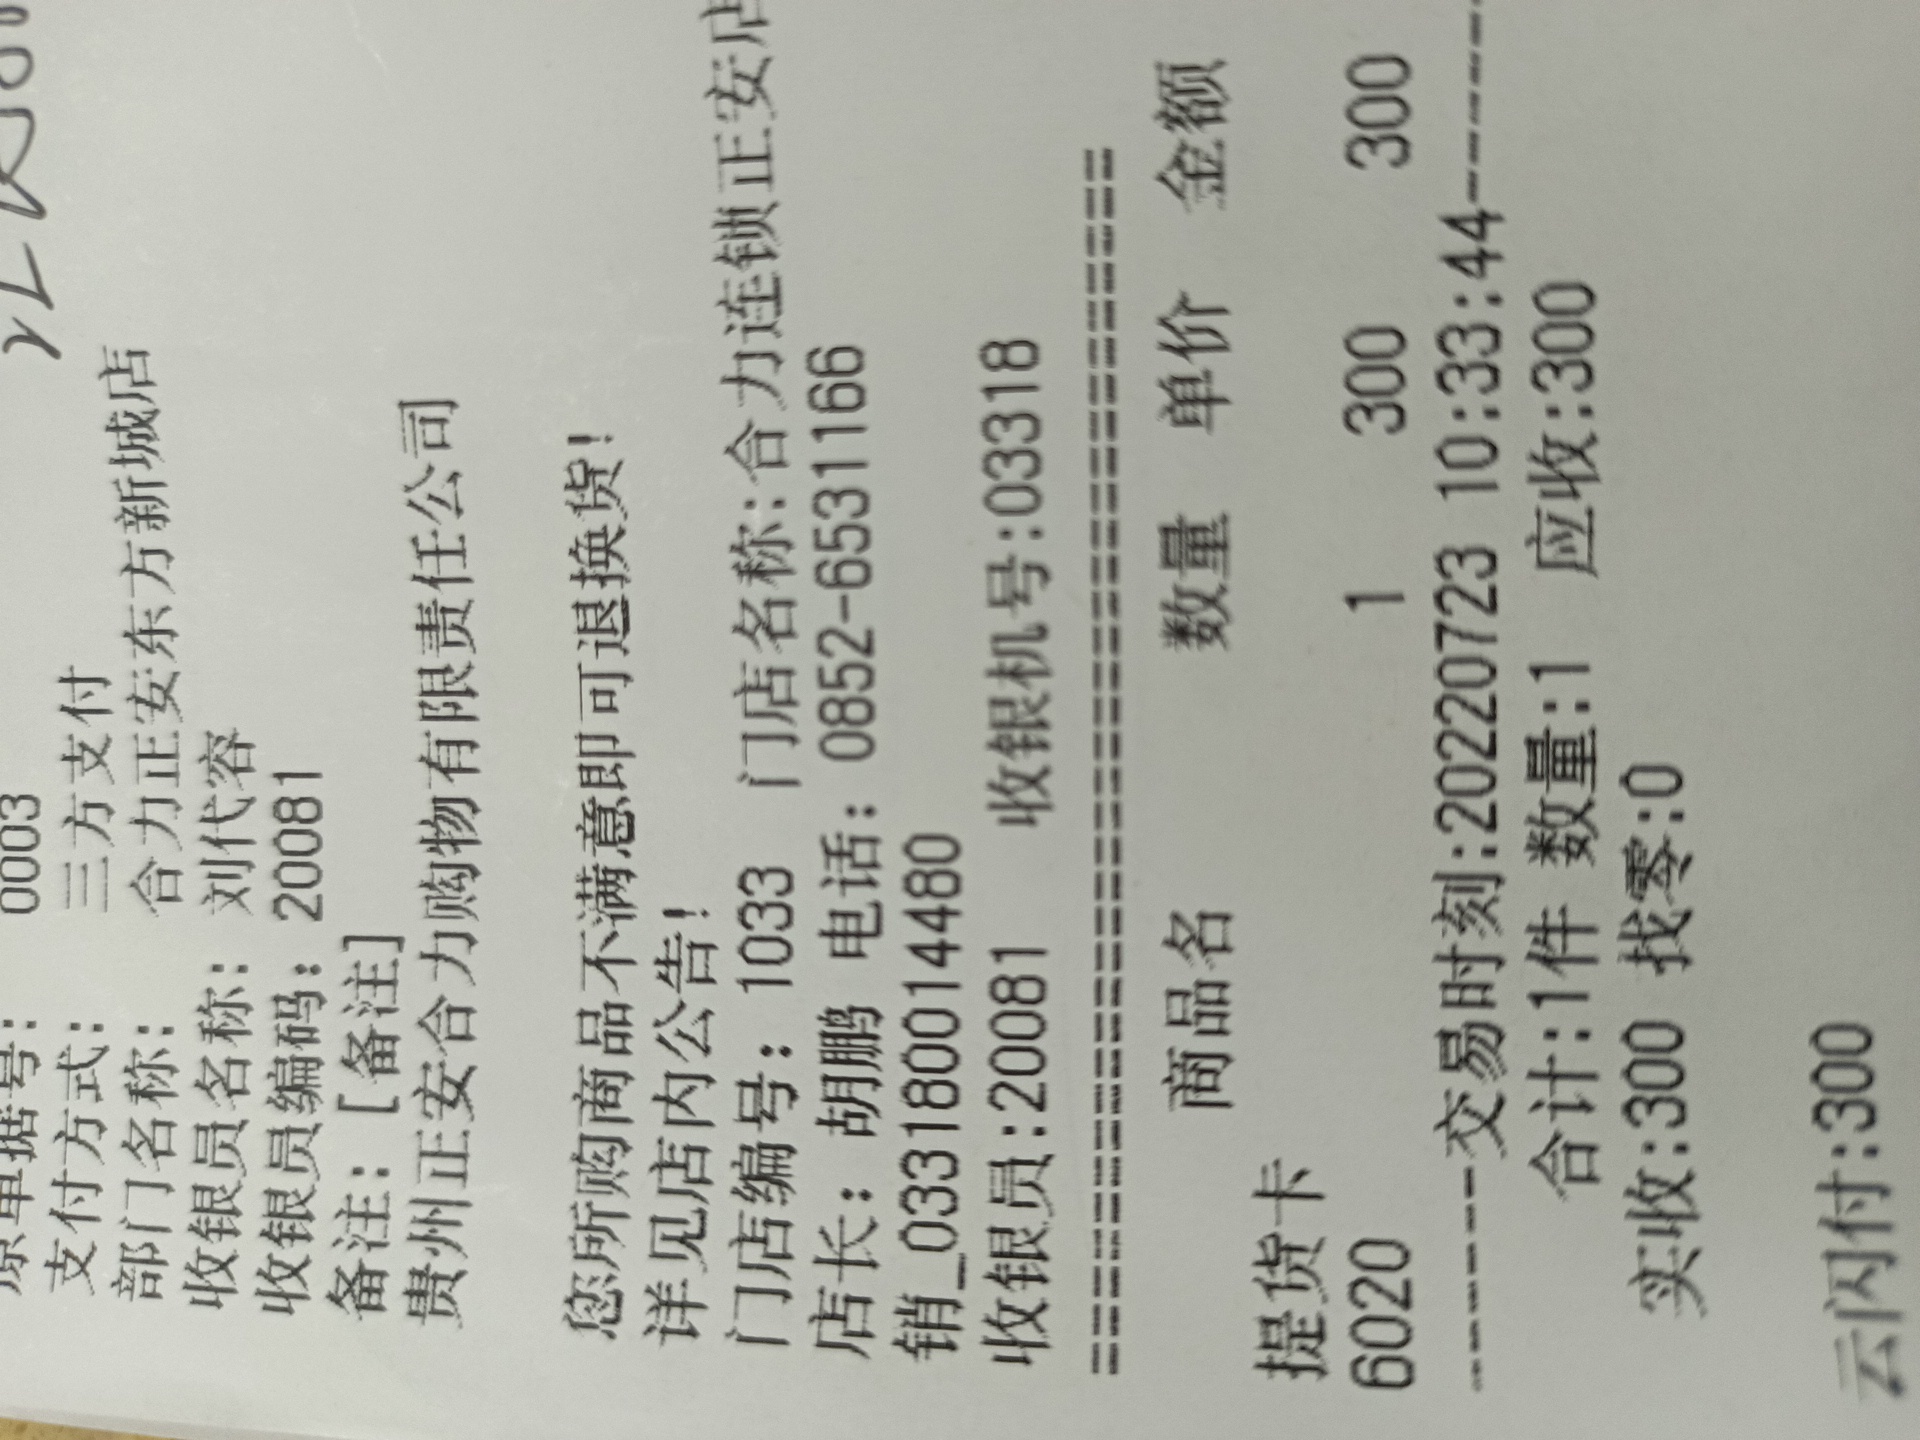 原单据号: 0003
支付方式: 三方支付
部门名称: 合力正安东方新城店
收银员名称: 刘代容
收银员编码: 20081
备注: [备注]
贵州正安合力购物有限责任公司
您所购商品不满意即可退换货!
详见店内公告!
门店编号: 1033 门店名称:合力连锁正安店
店长: 胡鹏 电话: 0852-6531166
销_0331800014480
收银员:20081 收银机号:03318
==========================================
商品名 数量 单价 金额
提货卡
6020 1 300 300
-------交易时刻:20220723 10:33:44-------
合计:1件 数量:1 应收:300
实收:300 找零:0
云闪付:300